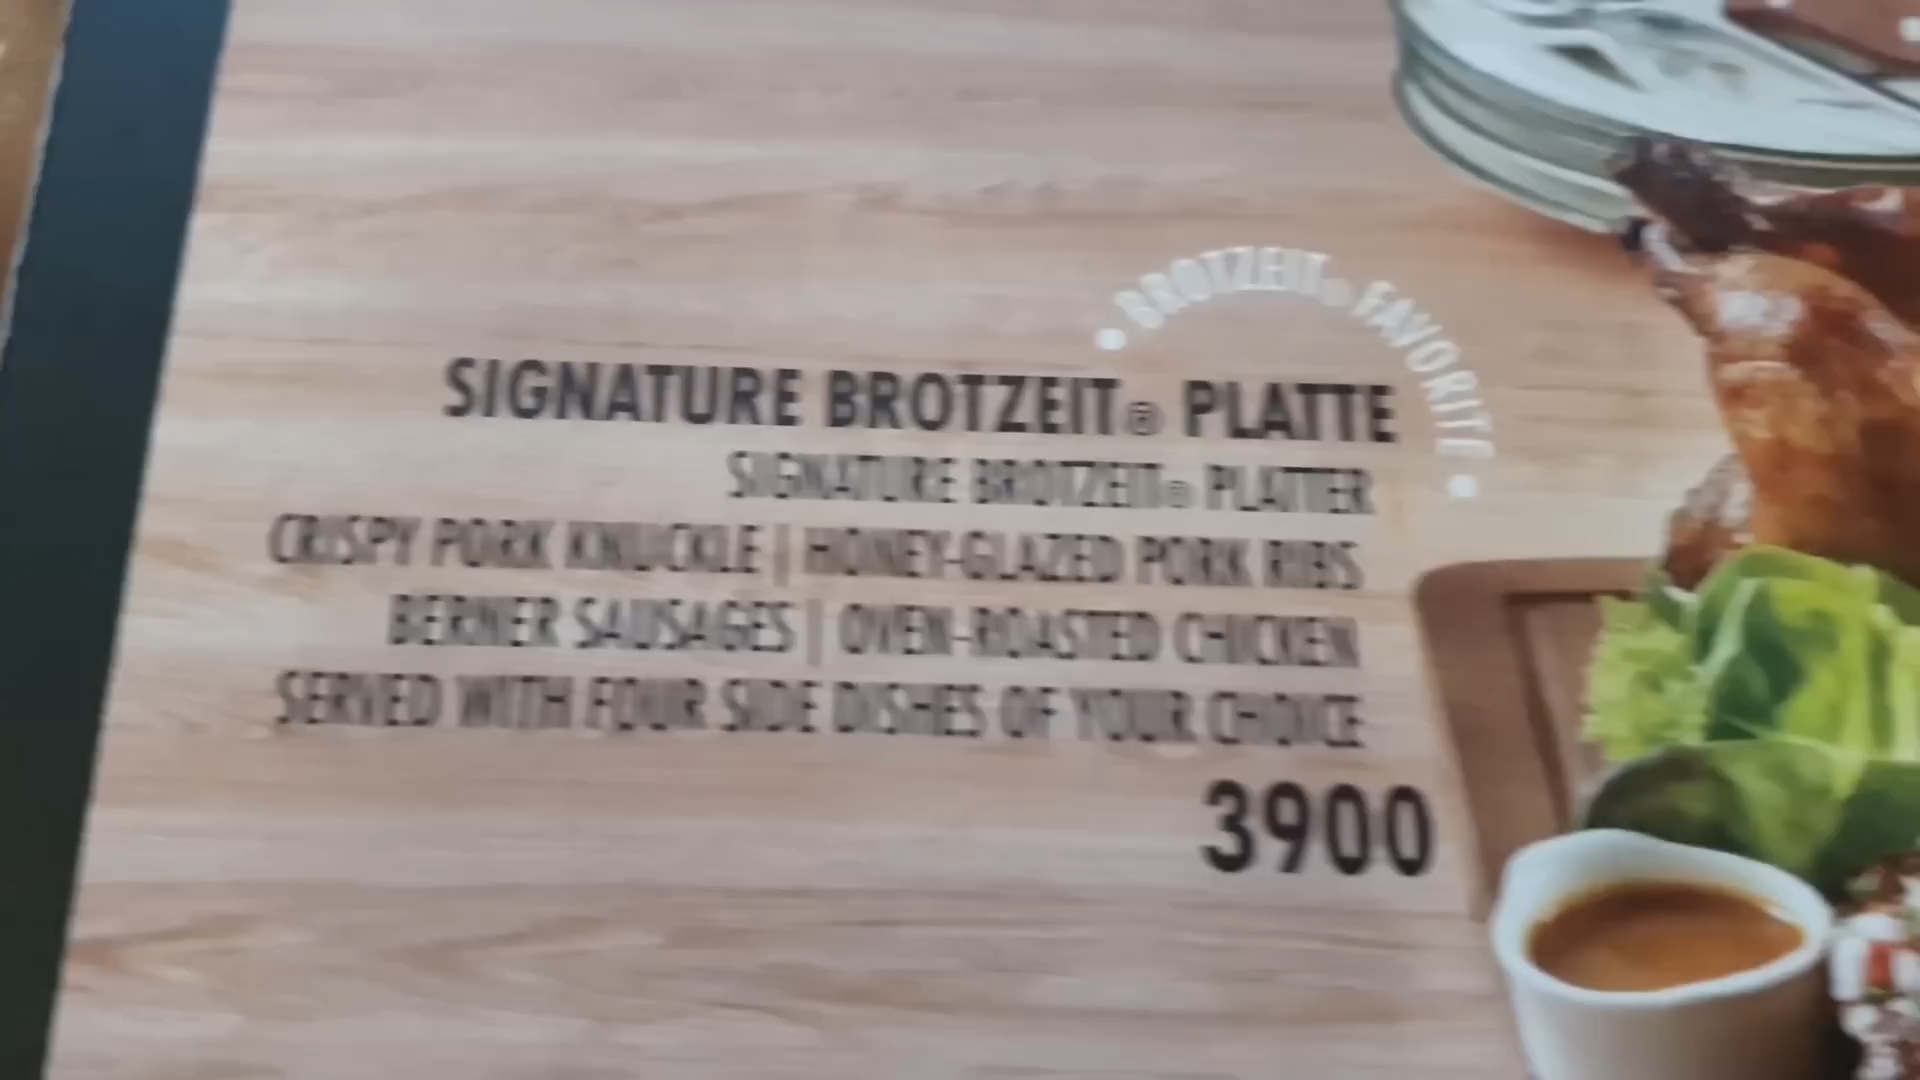 • BROTZEIT® FAVORITE •
SIGNATURE BROTZEIT® PLATTE
SIGNATURE BROTZEIT® PLATTER
CRISPY PORK KNUCKLE | HONEY-GLAZED PORK RIBS
BERNER SAUSAGES | OVEN-ROASTED CHICKEN
SERVED WITH FOUR SIDE DISHES OF YOUR CHOICE
3900